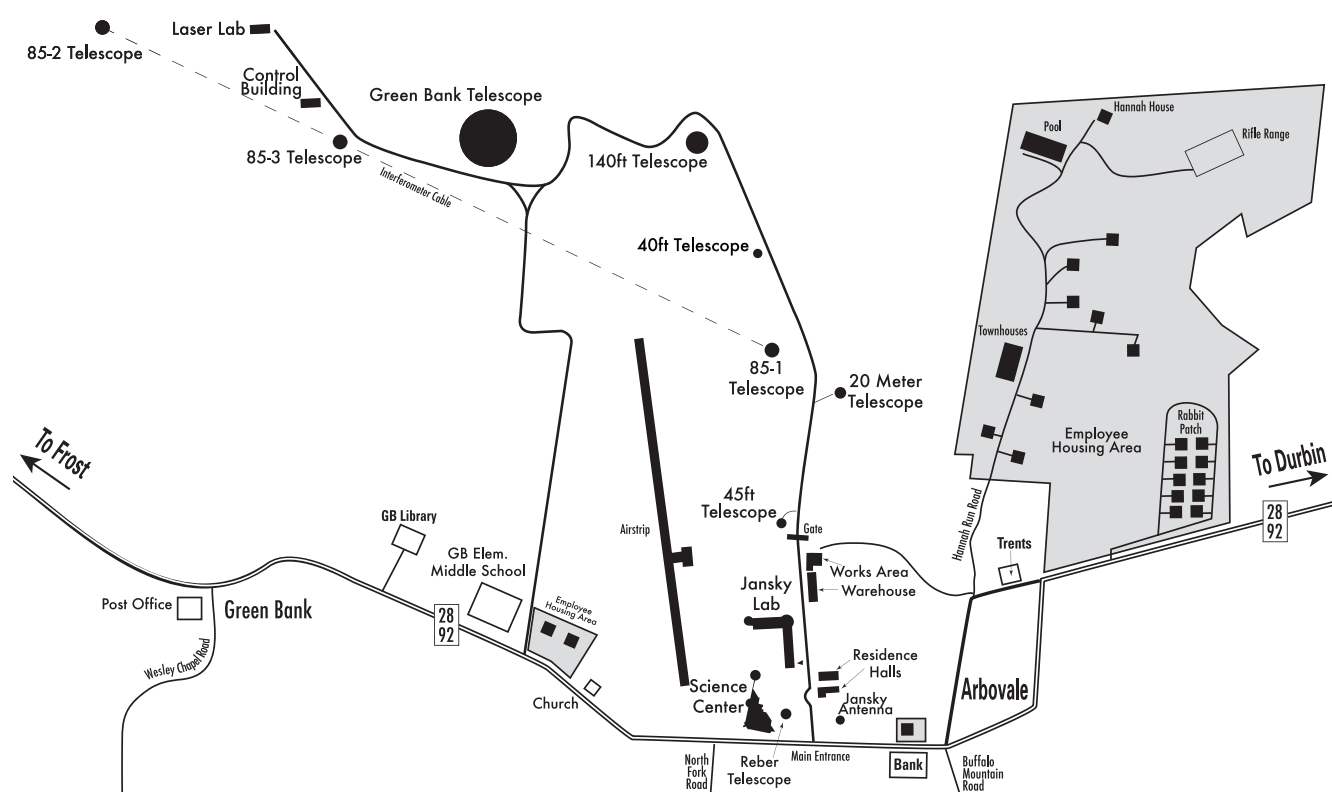 Laser Lab
85-2 Telescope
Control
Building
Green Bank Telescope
85-3 Telescope
Interferometer Cable
140ft Telescope
40ft Telescope
85-1
Telescope
20 Meter
Telescope
Hannah House
Pool
Rifle Range
Townhouses
Employee
Housing Area
Rabbit
Patch
To Durbin
28
92
To Frost
GB Library
GB Elem.
Middle School
Post Office
Green Bank
Wesley Chapel Road
28
92
Employee
Housing Area
Church
Airstrip
45ft
Telescope
Gate
Works Area
Warehouse
Jansky
Lab
Residence
Halls
Science
Center
Jansky
Antenna
Reber
Telescope
Main Entrance
North
Fork
Road
Bank
Buffalo
Mountain
Road
Arbovale
Trents
Hannah Run Road